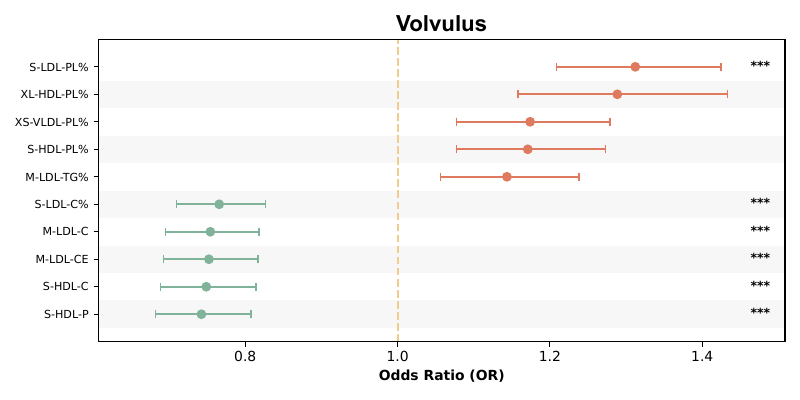 Volvulus
S-LDL-PL% ***
XL-HDL-PL%
XS-VLDL-PL%
S-HDL-PL%
M-LDL-TG%
S-LDL-C% ***
M-LDL-C ***
M-LDL-CE ***
S-HDL-C ***
S-HDL-P ***
0.8 1.0 1.2 1.4
Odds Ratio (OR)